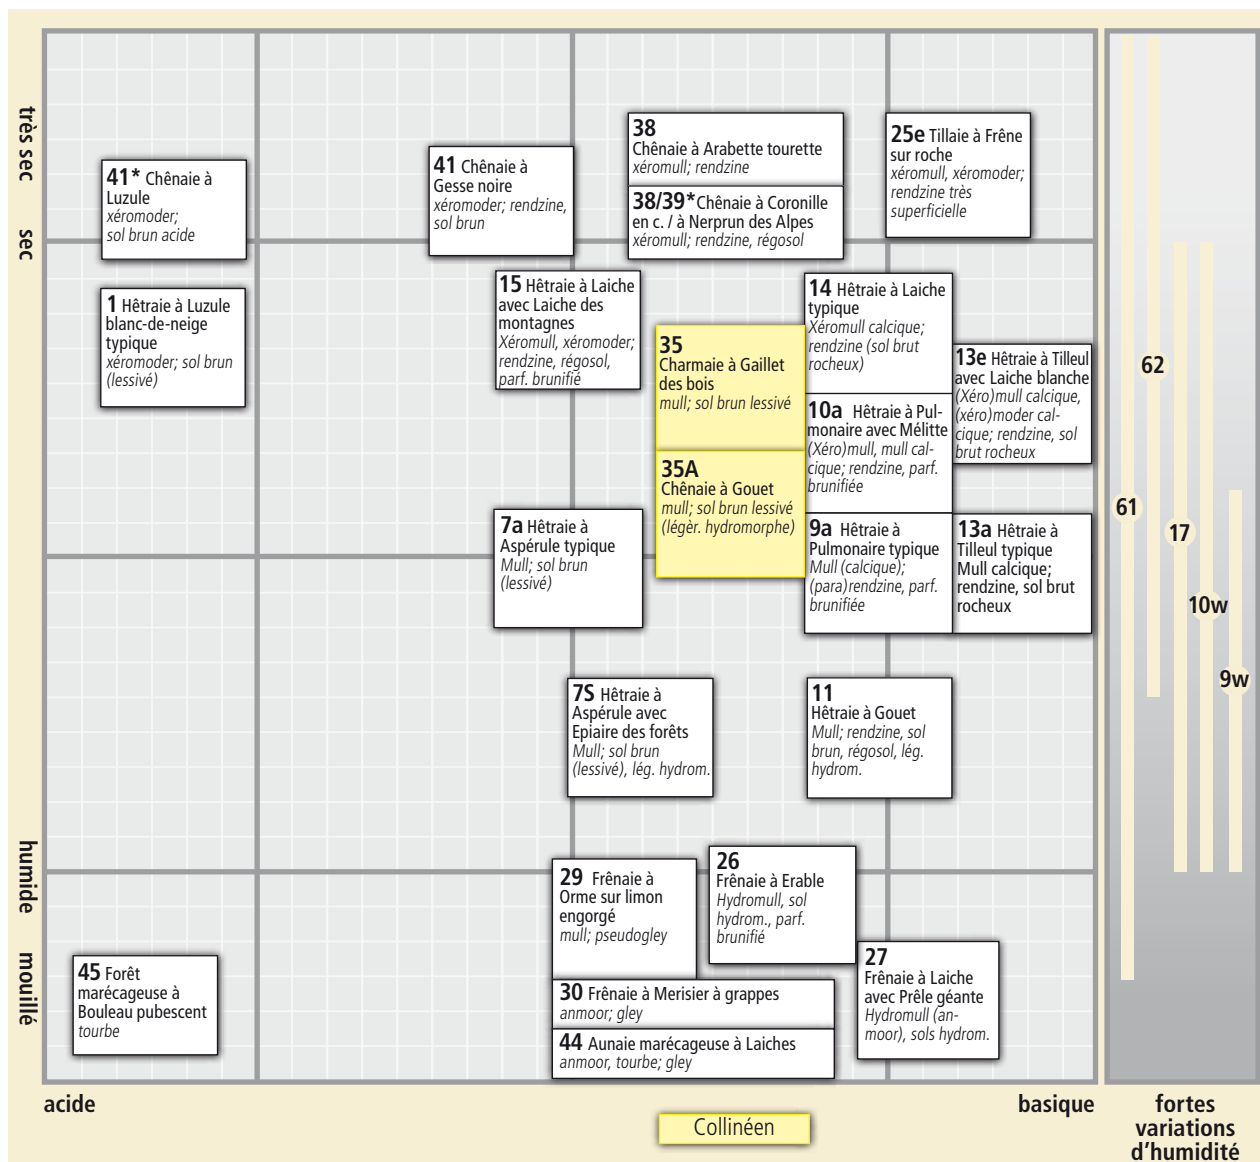 très sec
sec
humide
mouillé
41* Chênaie à
Luzule
xéromoder;
sol brun acide
41 Chênaie à
Gesse noire
xéromoder; rendzine,
sol brun
38
Chênaie à Arabette tourette
xéromull; rendzine
38/39* Chênaie à Coronille
en c. / à Nerprun des Alpes
xéromull; rendzine, régosol
25e Tillaie à Frêne
sur roche
xéromull, xéromoder;
rendzine très
superficielle
1 Hêtraie à Luzule
blanc-de-neige
typique
xéromoder; sol brun
(lessivé)
15 Hêtraie à Laiche
avec Laiche des
montagnes
Xéromull, xéromoder;
rendzine, régosol,
parf. brunifié
35
Charmaie à Gaillet
des bois
mull; sol brun lessivé
14 Hêtraie à Laiche
typique
Xéromull calcique;
rendzine (sol brut
rocheux)
13e Hêtraie à Tilleul
avec Laiche blanche
(Xéro)mull calcique,
(xéro)moder cal-
cique; rendzine, sol
brut rocheux
10a Hêtraie à Pul-
monaire avec Mélitte
(Xéro)mull, mull cal-
cique; rendzine, parf.
brunifiée
35A
Chênaie à Gouet
mull; sol brun lessivé
(légèr. hydromorphe)
7a Hêtraie à
Aspérule typique
Mull; sol brun
(lessivé)
9a Hêtraie à
Pulmonaire typique
Mull (calcique);
(para)rendzine, parf.
brunifiée
13a Hêtraie à
Tilleul typique
Mull calcique;
rendzine, sol brut
rocheux
7S Hêtraie à
Aspérule avec
Epiaire des forêts
Mull; sol brun
(lessivé), lég. hydrom.
11
Hêtraie à Gouet
Mull; rendzine, sol
brun, régosol, lég.
hydrom.
29 Frênaie à
Orme sur limon
engorgé
mull; pseudogley
26
Frênaie à Erable
Hydromull, sol
hydrom., parf.
brunifié
27
Frênaie à Laiche
avec Prêle géante
Hydromull (an-
moor), sols hydrom.
45 Forêt
marécageuse à
Bouleau pubescent
tourbe
30 Frênaie à Merisier à grappes
anmoor; gley
44 Aunaie marécageuse à Laiches
anmoor, tourbe; gley
62
61
17
10w
9w
acide
basique
Collinéen
fortes
variations
d'humidité